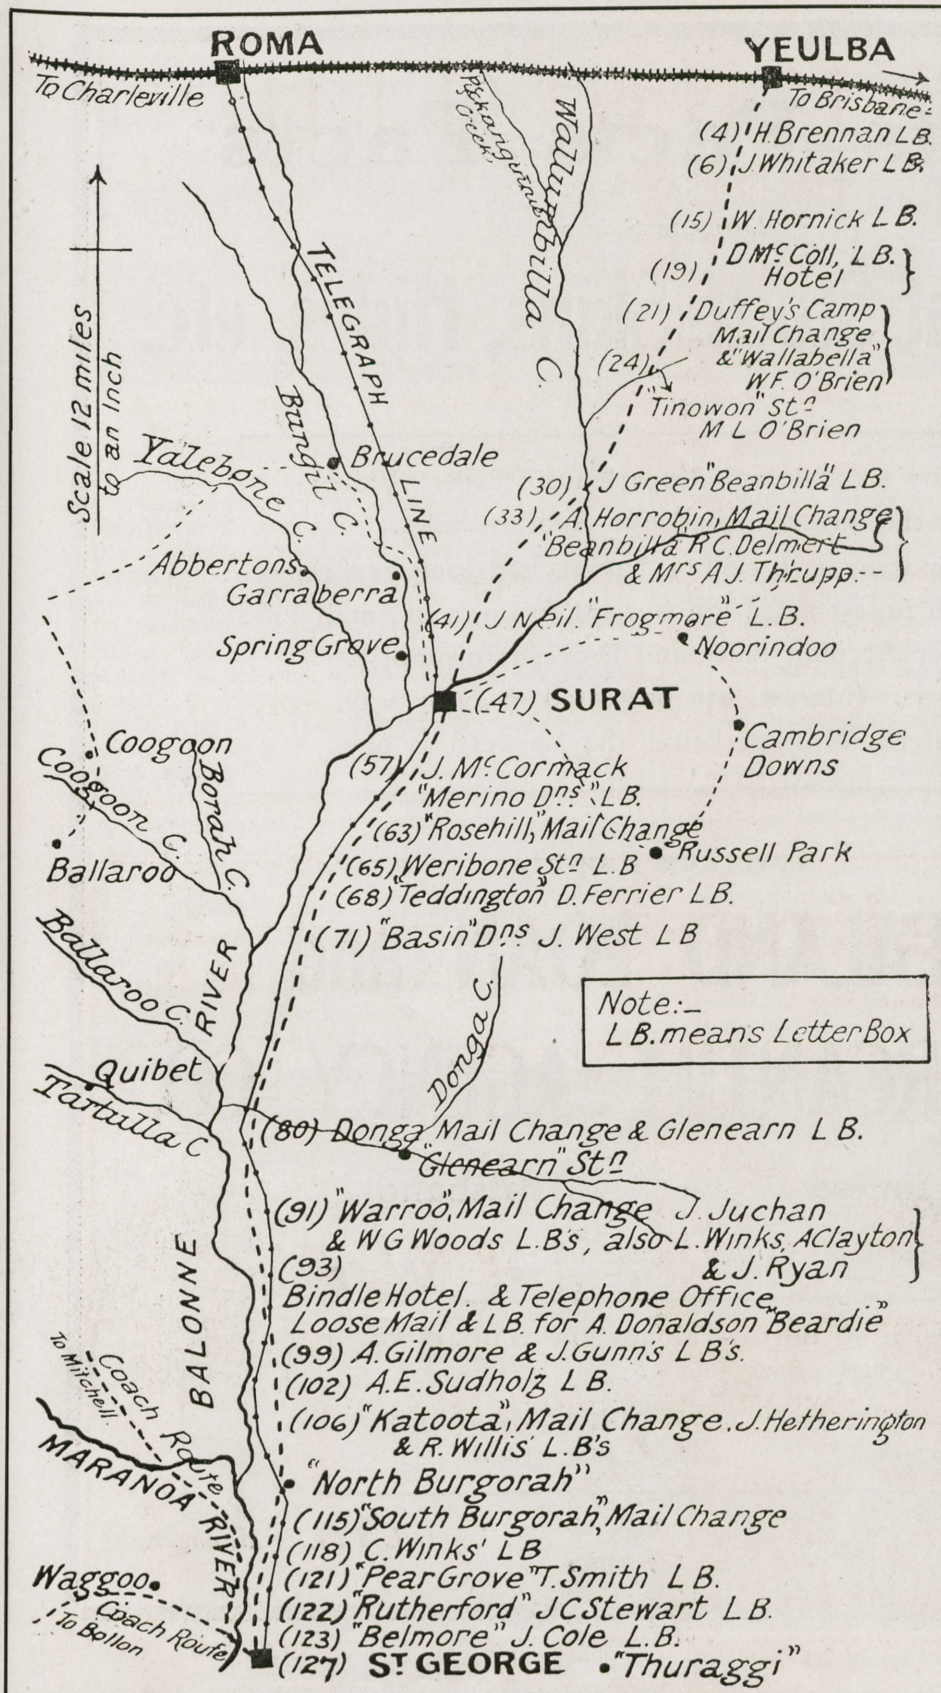 ROMA
YEULBA
To Charleville
To Brisbane
Wallumbilla C.
Creek
(4) H. Brennan L.B.
(6) J. Whitaker L.B.
(15) W. Hornick L.B.
(19) D McColl, L.B.
Hotel
(21) Duffey's Camp
Mail Change
& "Wallabella"
W.F. O'Brien
(24)
"Tinowon" Stn
M L O'Brien
TELEGRAPH LINE
Scale 12 miles
to an Inch
Bungil C.
Yalebone C.
Brucedale
(30) J Green "Beanbilla" L.B.
(33) A. Horrobin, Mail Change
"Beanbilla" R.C. Delmert
& Mrs A J. Thrupp.
Abbertons
Garraberra
(41) J Neil. "Frogmore" L.B.
Spring Grove
Noorindoo
(47) SURAT
Cambridge
Downs
Coogoon
Coogoon C.
Borah C.
(57) J. McCormack
"Merino Dns" L.B.
(63) "Rosehill," Mail Change
Russell Park
(65) Weribone Stn L.B
(68) "Teddington" D. Ferrier L.B.
(71) "Basin" Dns J. West L B
Ballaroo
Ballaroo C.
RIVER
Donga C.
Note:-
L B. means Letter Box
Quibet
Tartulla C
(80) Donga Mail Change & Glenearn L B.
"Glenearn" Stn
(91) "Warroo", Mail Change J. Juchan
& W G Woods L.B's, also L. Winks, A Clayton
& J. Ryan
(93)
Bindle Hotel. & Telephone Office,
Loose Mail & LB. for A. Donaldson "Beardie"
BALONNE
(99) A. Gilmore & J. Gunn's L B's.
(102) A.E. Sudholz L B.
(106) "Katoota", Mail Change. J. Hetherington
& R. Willis' L.B's
To Mitchell
Coach Route
MARANOA RIVER
"North Burgorah"
(115) "South Burgorah," Mail Change
(118) C. Winks' L B
(121) "Pear Grove" T. Smith L B.
(122) "Rutherford" J C Stewart L B.
(123) "Belmore" J. Cole L.B.
Waggoo
Coach Route
To Bollon
(127) ST GEORGE
"Thuraggi"